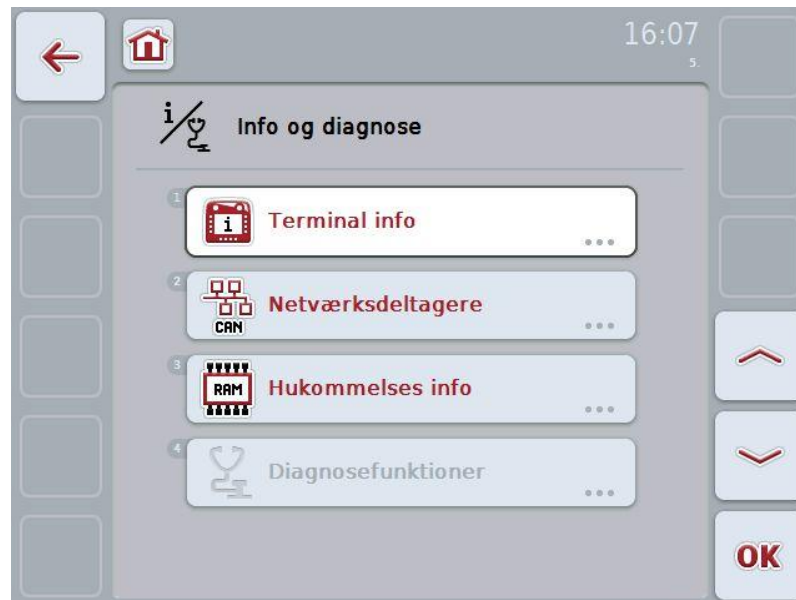 16:07
5.
i
Info og diagnose
1
i
Terminal info
2
CAN
Netværksdeltagere
3
RAM
Hukommelses info
4
Diagnosefunktioner
OK